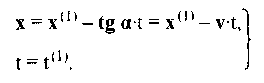 x = x⁽¹⁾ – tg α·t = x⁽¹⁾ – v·t,
t = t⁽¹⁾.